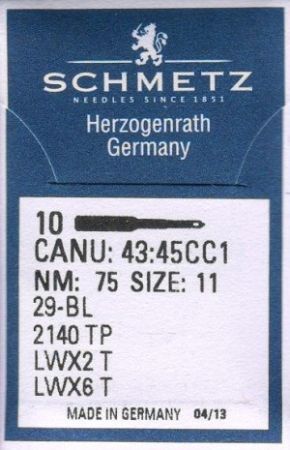 SCHMETZ
NEEDLES SINCE 1851
Herzogenrath
Germany
10
CANU: 43:45CC1
NM: 75 SIZE: 11
29-BL
2140 TP
LWX2 T
LWX6 T
MADE IN GERMANY 04/13